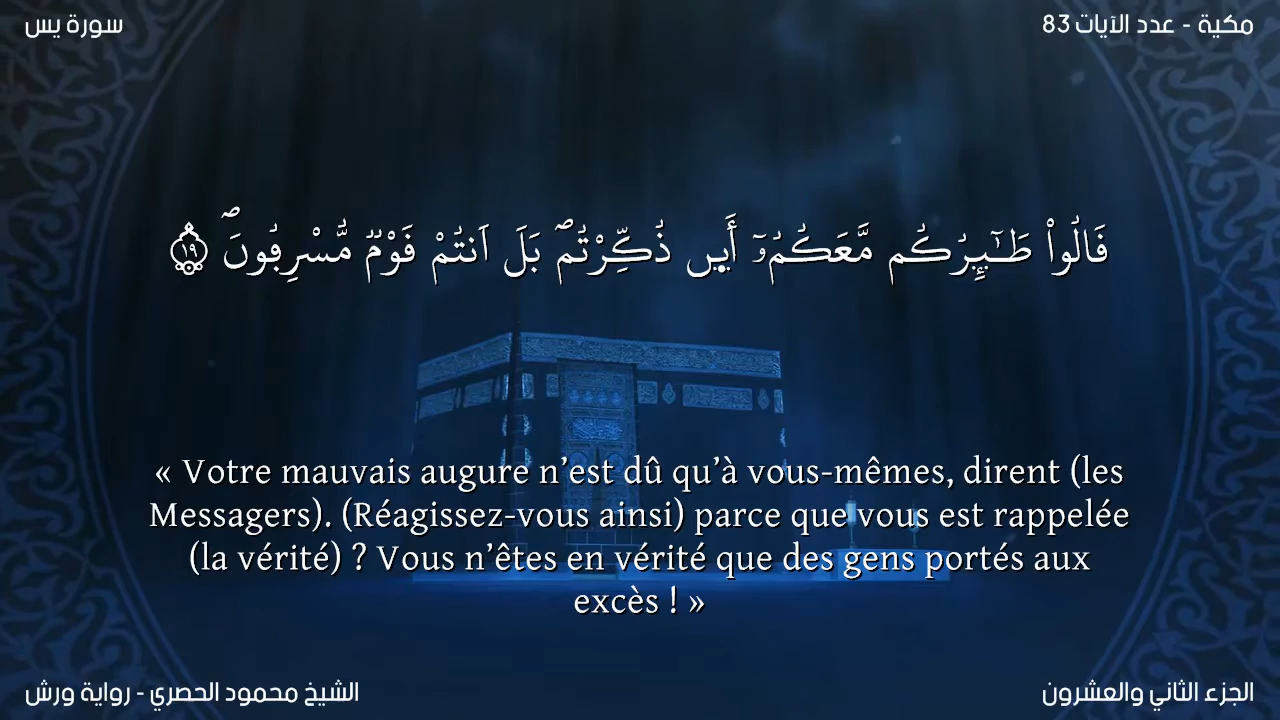 سورة يس
مكية - عدد الآيات 83
قَالُواْ طَـٰٓئِرُكُم مَّعَكُمُۥٓ أَي۪ن ذُكِّرْتُمۖ بَلَ اَنتُمْ قَوْمٞ مُّسْرِفُونَۖ ١٩
« Votre mauvais augure n’est dû qu’à vous-mêmes, dirent (les
Messagers). (Réagissez-vous ainsi) parce que vous est rappelée
(la vérité) ? Vous n’êtes en vérité que des gens portés aux
excès ! »
الشيخ محمود الحصري - رواية ورش
الجزء الثاني والعشرون